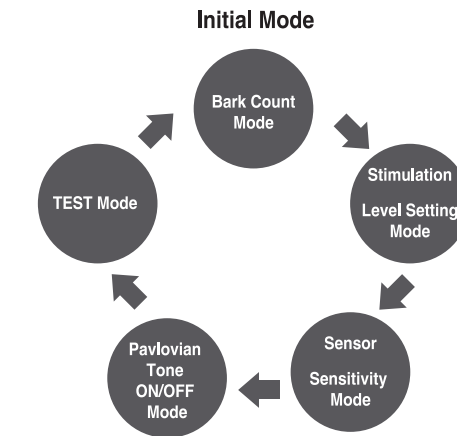 Initial Mode
Bark Count
Mode
Stimulation
Level Setting
Mode
Sensor
Sensitivity
Mode
Pavlovian
Tone
ON/OFF
Mode
TEST Mode